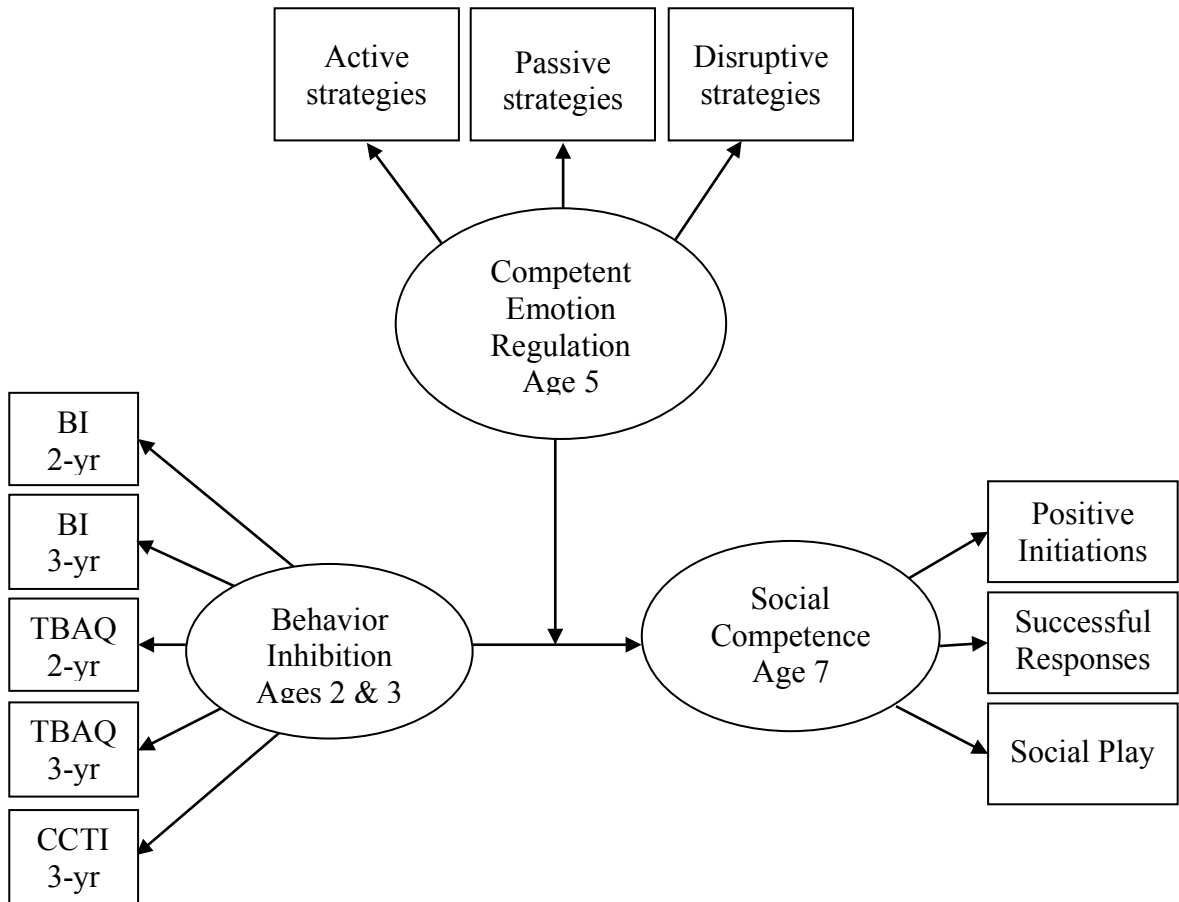 Active
strategies
Passive
strategies
Disruptive
strategies
Competent
Emotion
Regulation
Age 5
BI
2-yr
BI
3-yr
TBAQ
2-yr
TBAQ
3-yr
CCTI
3-yr
Behavior
Inhibition
Ages 2 & 3
Social
Competence
Age 7
Positive
Initiations
Successful
Responses
Social Play